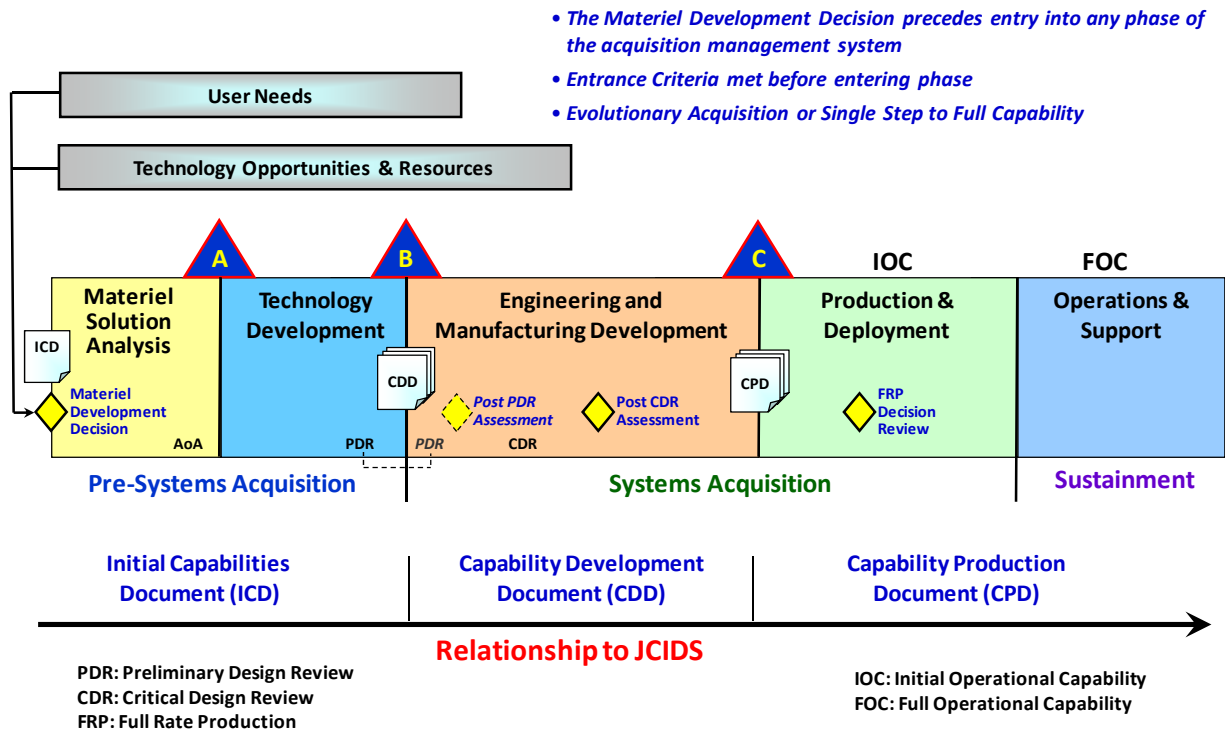 • The Materiel Development Decision precedes entry into any phase of
the acquisition management system
• Entrance Criteria met before entering phase
• Evolutionary Acquisition or Single Step to Full Capability
User Needs
Technology Opportunities & Resources
A
B
C
IOC
FOC
Materiel
Solution
Analysis
Technology
Development
Engineering and
Manufacturing Development
Production &
Deployment
Operations &
Support
ICD
CDD
CPD
Materiel
Development
Decision
Post PDR
Assessment
Post CDR
Assessment
FRP
Decision
Review
AoA
PDR
PDR
CDR
Pre-Systems Acquisition
Systems Acquisition
Sustainment
Initial Capabilities
Document (ICD)
Capability Development
Document (CDD)
Capability Production
Document (CPD)
Relationship to JCIDS
PDR: Preliminary Design Review
CDR: Critical Design Review
FRP: Full Rate Production
IOC: Initial Operational Capability
FOC: Full Operational Capability